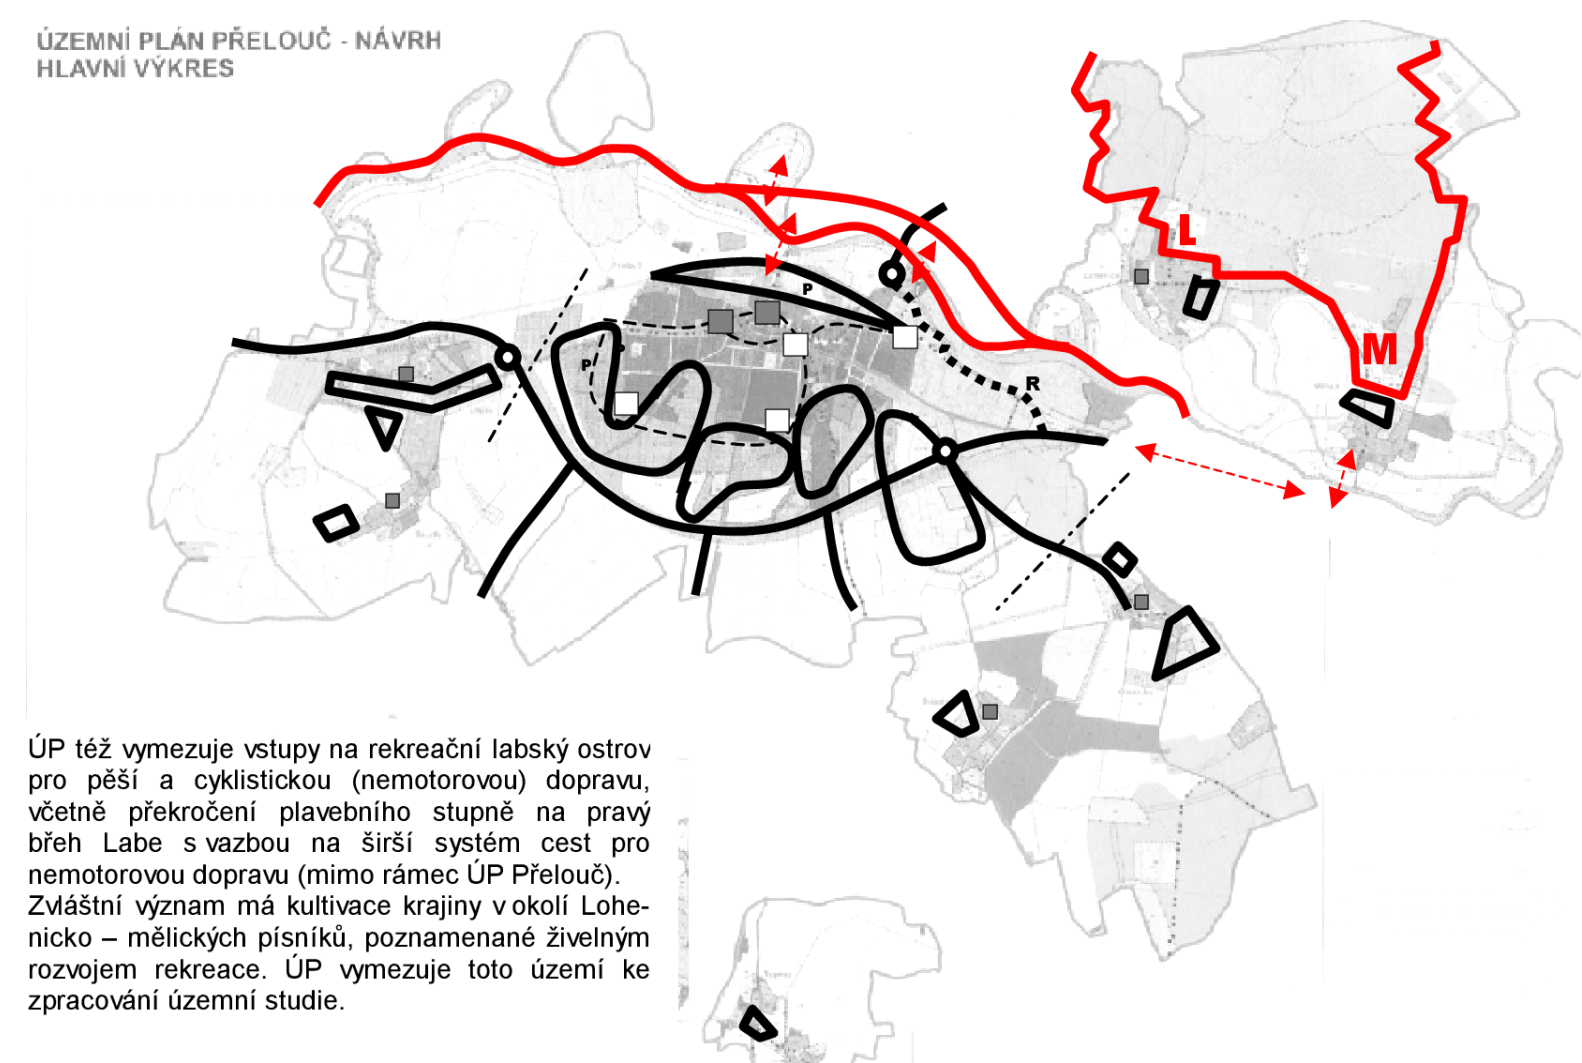 ÚZEMNÍ PLÁN PŘELOUČ - NÁVRH
HLAVNÍ VÝKRES
L
P
P
P
R
M
ÚP též vymezuje vstupy na rekreační labský ostrov
pro pěší a cyklistickou (nemotorovou) dopravu,
včetně překročení plavebního stupně na pravý
břeh Labe s vazbou na širší systém cest pro
nemotorovou dopravu (mimo rámec ÚP Přelouč).
Zvláštní význam má kultivace krajiny v okolí Lohe-
nicko – mělických písníků, poznamenané živelným
rozvojem rekreace. ÚP vymezuje toto území ke
zpracování územní studie.